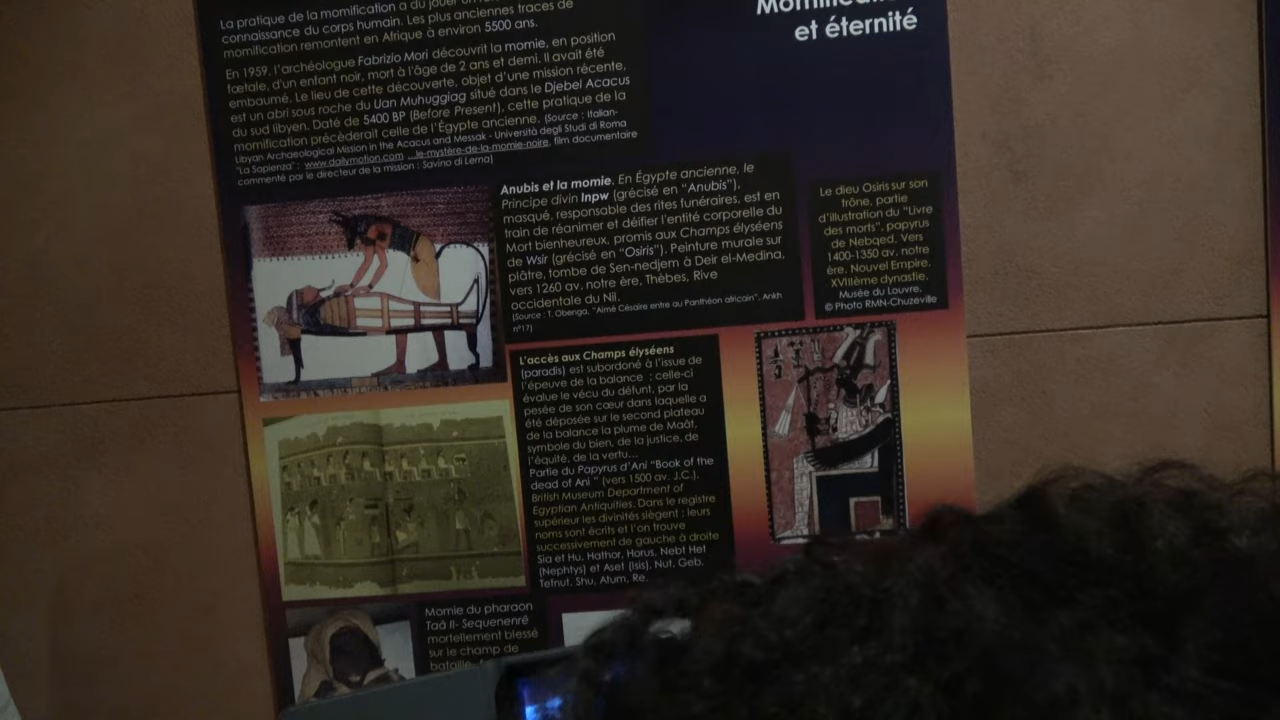 et éternité
La pratique de la momification a du jouer un
connaissance du corps humain. Les plus anciennes traces de
momification remontent en Afrique à environ 5500 ans.
En 1959, l'archéologue Fabrizio Mori découvrit la momie, en position
fœtale, d'un enfant noir, mort à l'âge de 2 ans et demi. Il avait été
embaumé. Le lieu de cette découverte, objet d'une mission récente,
est un abri sous roche du Uan Muhuggiag situé dans le Djebel Acacus
du sud libyen. Daté de 5400 BP (Before Present), cette pratique de la
momification précèderait celle de l'Égypte ancienne. (Source : Italian-
Libyan Archaeological Mission in the Acacus and Messak - Università degli Studi di Roma
"La Sapienza" : www.dailymotion.com ...le-mystère-de-la-momie-noire, film documentaire
commenté par le directeur de la mission : Savino di Lerna)
Anubis et la momie. En Égypte ancienne, le
Principe divin Inpw (grécisé en "Anubis"),
masqué, responsable des rites funéraires, est en
train de réanimer et déifier l'entité corporelle du
Mort bienheureux, promis aux Champs élyséens
de Wsir (grécisé en "Osiris"). Peinture murale sur
plâtre, tombe de Sen-nedjem à Deir el-Medina,
vers 1260 av. notre ère, Thèbes, Rive
occidentale du Nil.
(Source : T. Obenga, "Aimé Césaire entre au Panthéon africain", Ankh
n°17)
Le dieu Osiris sur son
trône, partie
d'illustration du "Livre
des morts", papyrus
de Nebqed. Vers
1400-1350 av. notre
ère. Nouvel Empire.
XVIIIème dynastie.
Musée du Louvre.
© Photo RMN-Chuzeville
L'accès aux Champs élyséens
(paradis) est subordoné à l'issue de
l'épreuve de la balance : celle-ci
évalue le vécu du défunt, par la
pesée de son cœur dans laquelle a
été déposée sur le second plateau
de la balance la plume de Maât,
symbole du bien, de la justice, de
l'équité, de la vertu...
Partie du Papyrus d'Ani "Book of the
dead of Ani " (vers 1500 av. J.C.).
British Museum Department of
Egyptian Antiquities. Dans le registre
supérieur les divinités siègent : leurs
noms sont écrits et l'on trouve
successivement de gauche à droite
Sia et Hu, Hathor, Horus, Nebt Het
(Nephtys) et Aset (Isis), Nut, Geb,
Tefnut, Shu, Atum, Re.
Momie du pharaon
Taâ II- Sequenenrê
mortellement blessé
sur le champ de
bataille